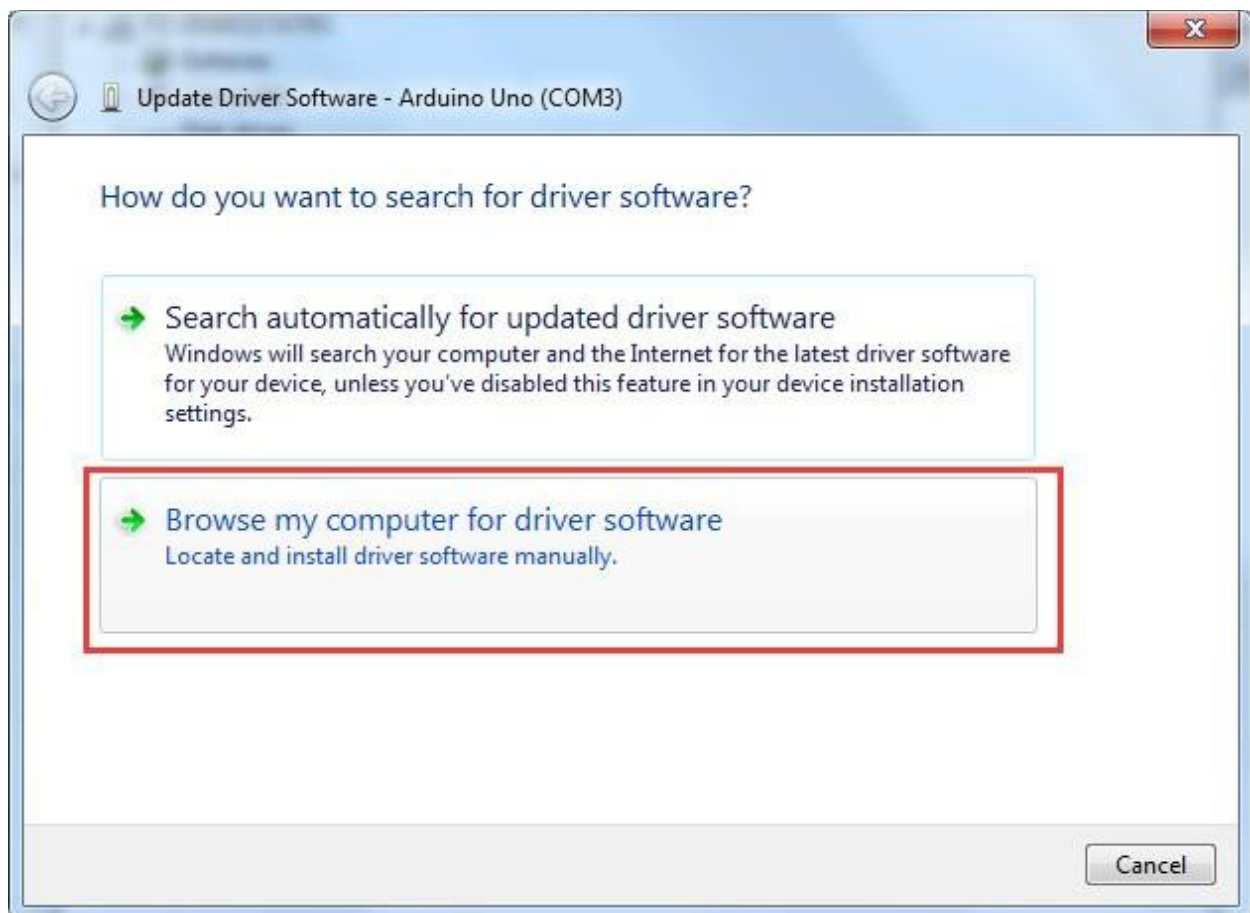 Update Driver Software - Arduino Uno (COM3)
How do you want to search for driver software?
Search automatically for updated driver software
Windows will search your computer and the Internet for the latest driver software
for your device, unless you've disabled this feature in your device installation
settings.
Browse my computer for driver software
Locate and install driver software manually.
Cancel